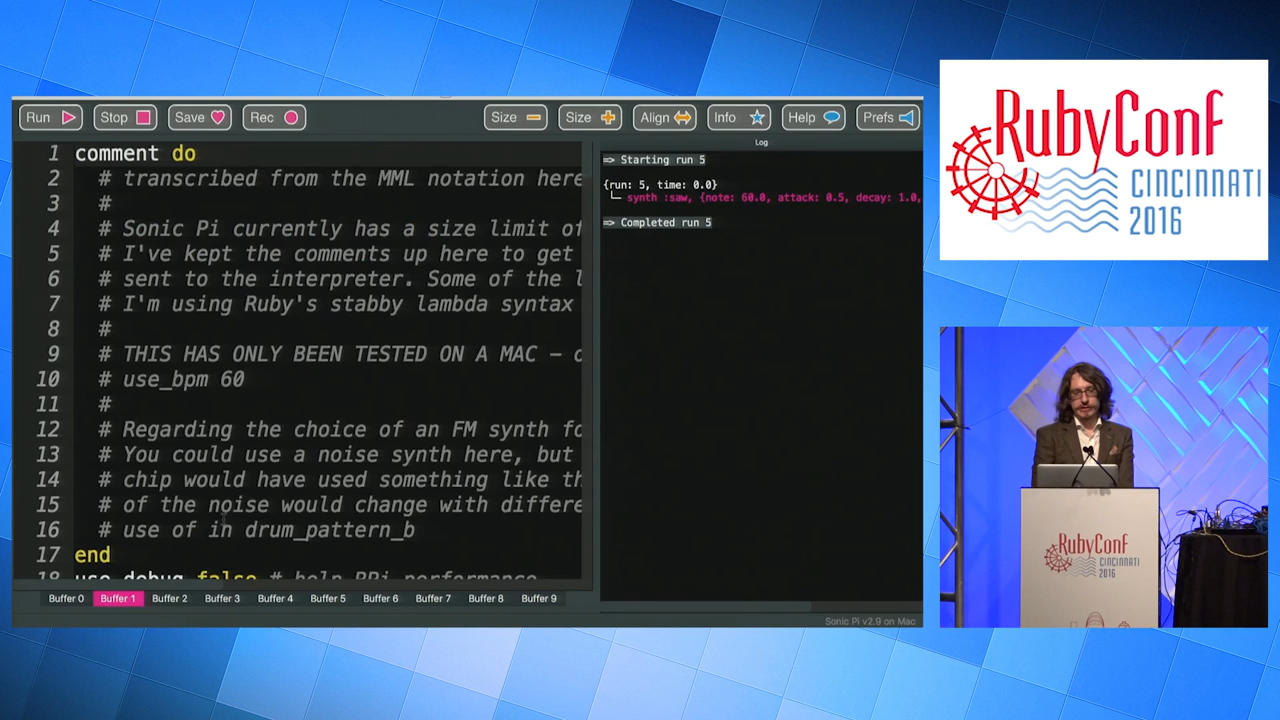 Run
Stop
Save
Rec
Size
Size
Align
Info
Help
Prefs
1 comment do
2 # transcribed from the MML notation here
3 #
4 # Sonic Pi currently has a size limit of
5 # I've kept the comments up here to get
6 # sent to the interpreter. Some of the l
7 # I'm using Ruby's stabby lambda syntax
8 #
9 # THIS HAS ONLY BEEN TESTED ON A MAC –
10 # use_bpm 60
11 #
12 # Regarding the choice of an FM synth fo
13 # You could use a noise synth here, but
14 # chip would have used something like th
15 # of the noise would change with differe
16 # use of in drum_pattern_b
17 end
18 use_debug false # help RPi performance
Buffer 0
Buffer 1
Buffer 2
Buffer 3
Buffer 4
Buffer 5
Buffer 6
Buffer 7
Buffer 8
Buffer 9
Log
=> Starting run 5
{run: 5, time: 0.0}
synth :saw, {note: 60.0, attack: 0.5, decay: 1.0,
=> Completed run 5
Sonic Pi v2.9 on Mac
RubyConf
CINCINNATI
2016
RubyConf
CINCINNATI
2016